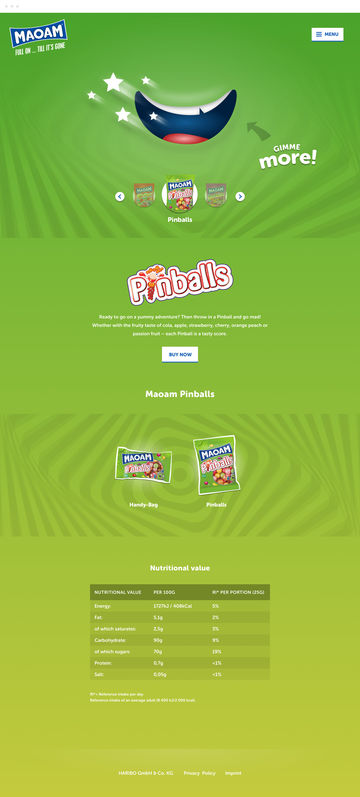 MAOAM
FULL ON ... TILL IT'S GONE
MENU
GIMME
more!
MAOAM
Pinballs
Pinballs
Pinballs
Ready to go on a yummy adventure? Then throw in a Pinball and go mad!
Whether with the fruity taste of cola, apple, strawberry, cherry, orange peach or
passion fruit – each Pinball is a tasty score.
BUY NOW
Maoam Pinballs
MAOAM
Pinballs
MAOAM
Pinballs
Handy-Bag
Pinballs
Nutritional value
NUTRITIONAL VALUE PER 100G RI* PER PORTION (25G)
Energy: 1727kJ / 408kCal 5%
Fat: 5,1g 2%
of which saturates: 2,5g 3%
Carbohydrate: 90g 9%
of which sugars: 70g 19%
Protein: 0,7g <1%
Salt: 0,05g <1%
RI* = Reference intake per day.
Reference intake of an average adult (8 400 kJ/2 000 kcal).
HARIBO GmbH & Co. KG Privacy Policy Imprint